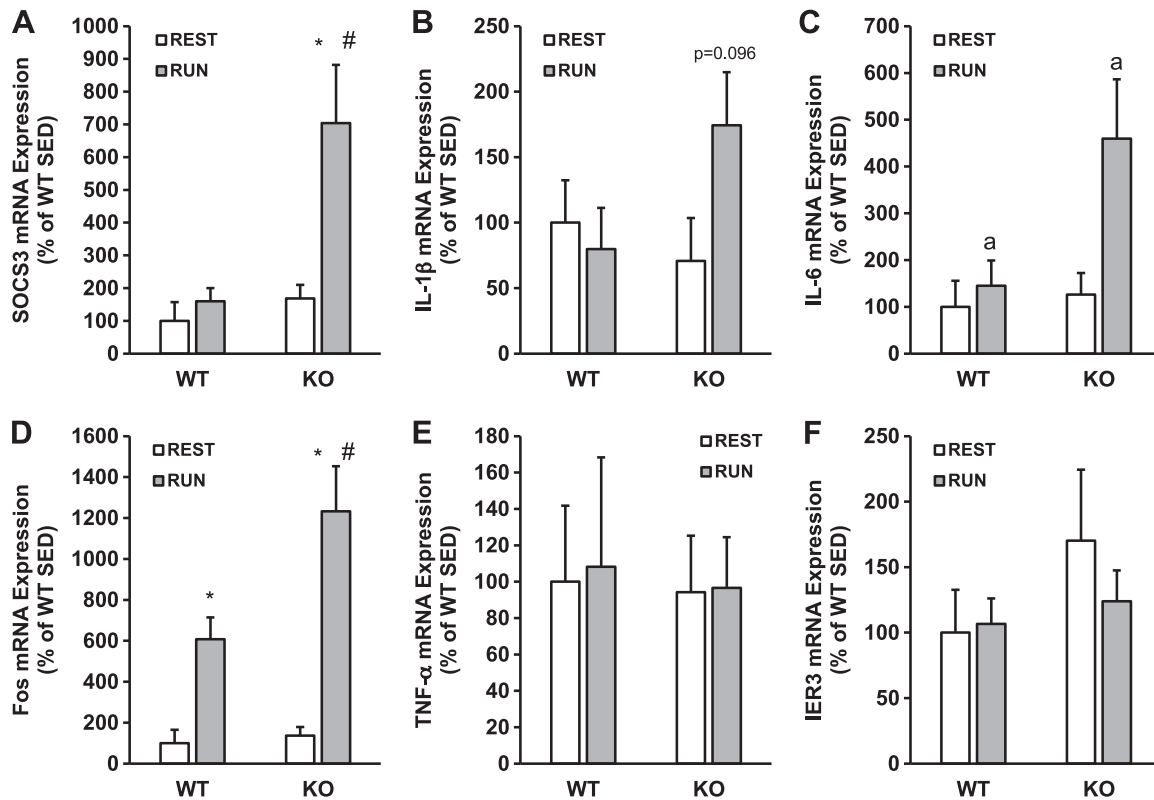 A
SOCS3 mRNA Expression
(% of WT SED)
1000
900
800
700
600
500
400
300
200
100
0
REST
RUN
* #
WT KO
B
IL-1β mRNA Expression
(% of WT SED)
250
200
150
100
50
0
REST
RUN
p=0.096
WT KO
C
IL-6 mRNA Expression
(% of WT SED)
700
600
500
400
300
200
100
0
REST
RUN
a
a
WT KO
D
Fos mRNA Expression
(% of WT SED)
1600
1400
1200
1000
800
600
400
200
0
REST
RUN
*
* #
WT KO
E
TNF-α mRNA Expression
(% of WT SED)
180
160
140
120
100
80
60
40
20
0
REST
RUN
WT KO
F
IER3 mRNA Expression
(% of WT SED)
250
200
150
100
50
0
REST
RUN
WT KO